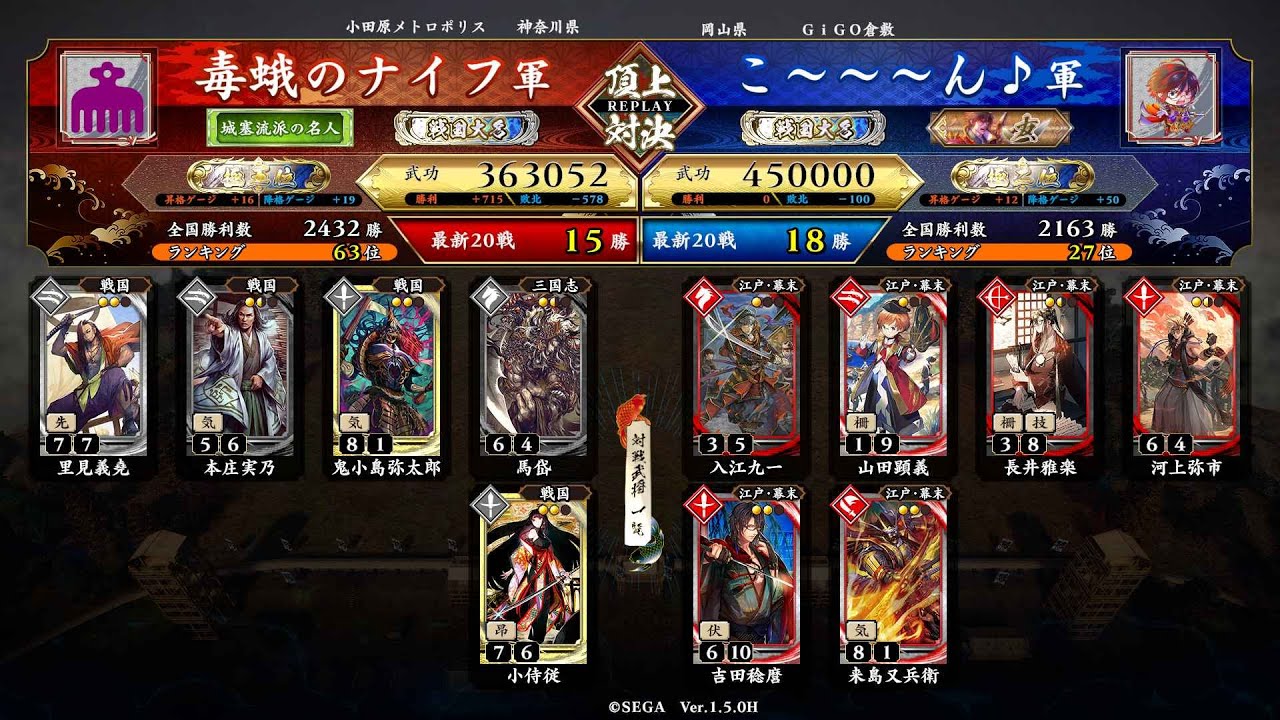 小田原メトロポリス 神奈川県
岡山県 GiGO倉敷
毒蛾のナイフ軍
頂上
REPLAY
対決
こ～～～ん♪軍
城塞流派の名人
戦国大名
戦国大名
玄
武功 363052
勝利 +715 敗北 -578
武功 450000
勝利 0 敗北 -100
昇格ゲージ +16 降格ゲージ +19
昇格ゲージ +12 降格ゲージ +50
全国勝利数 2432勝
ランキング 63位
最新20戦 15勝
最新20戦 18勝
全国勝利数 2163勝
ランキング 27位
戦国
先
7 7
里見義堯
戦国
気
5 6
本庄実乃
戦国
気
8 1
鬼小島弥太郎
三国志
6 4
馬岱
江戸・幕末
3 5
入江九一
江戸・幕末
柵
1 9
山田顕義
江戸・幕末
柵 技
3 8
長井雅楽
江戸・幕末
6 4
河上弥市
対戦武将一覧
戦国
昂
7 6
小侍従
江戸・幕末
伏
6 10
吉田稔麿
江戸・幕末
気
8 1
来島又兵衛
©SEGA Ver.1.5.0H